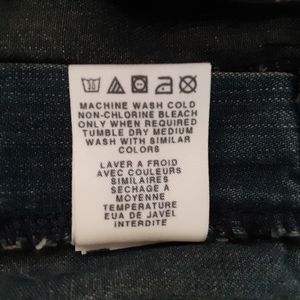 30
MACHINE WASH COLD
NON-CHLORINE BLEACH
ONLY WHEN REQUIRED
TUMBLE DRY MEDIUM
WASH WITH SIMILAR
COLORS
LAVER A FROID
AVEC COULEURS
SIMILAIRES
SECHAGE A
MOYENNE
TEMPERATURE
EUA DE JAVEL
INTERDITE